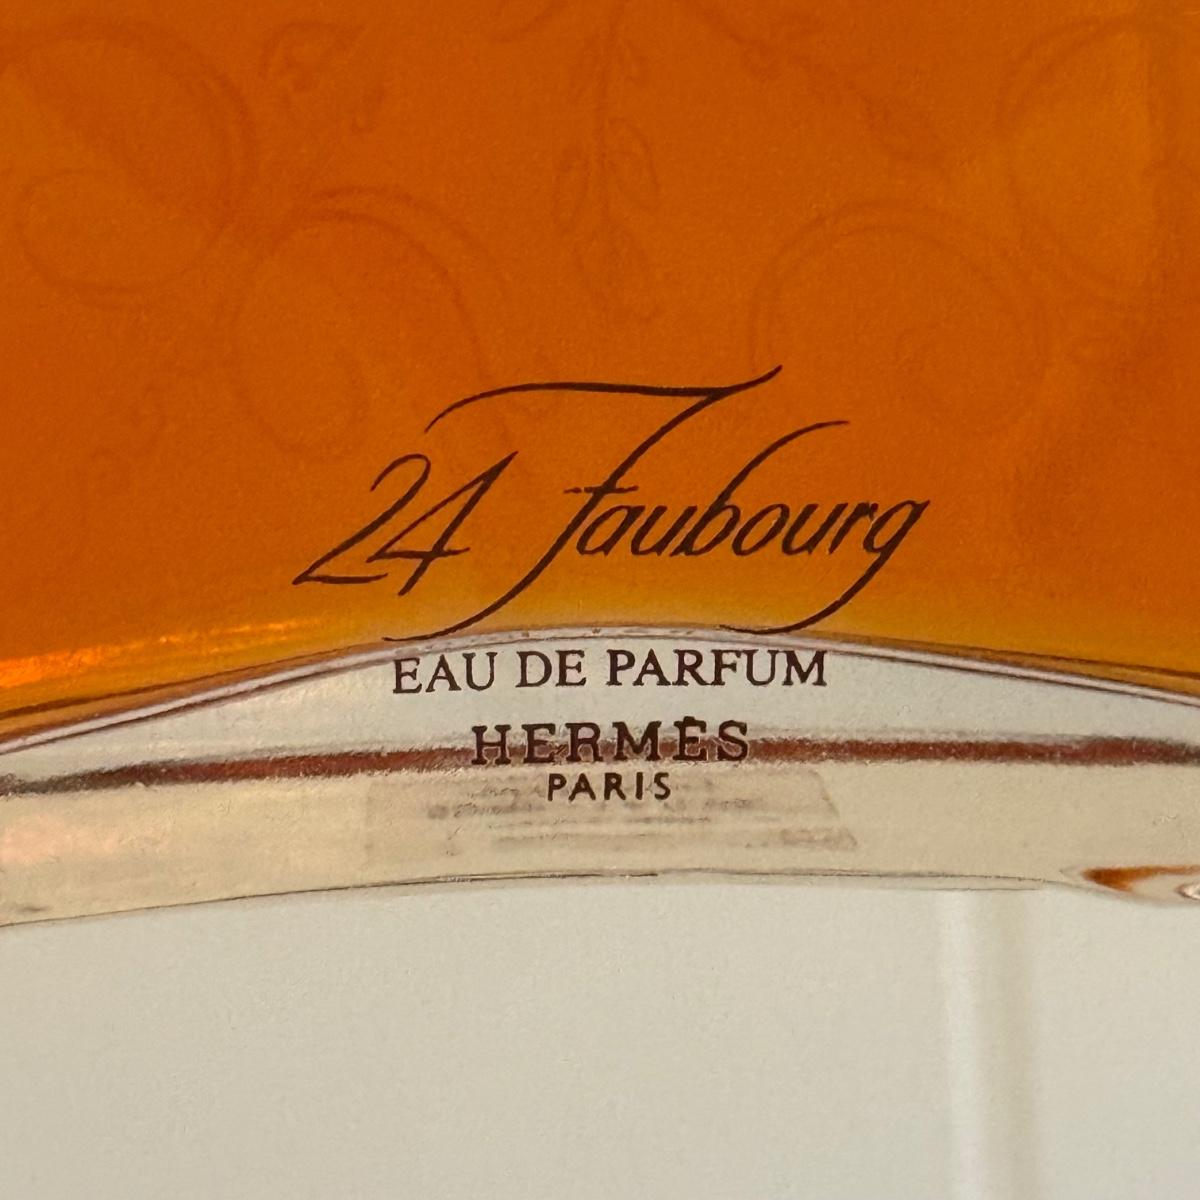 24 Faubourg
EAU DE PARFUM
HERMÈS
PARIS